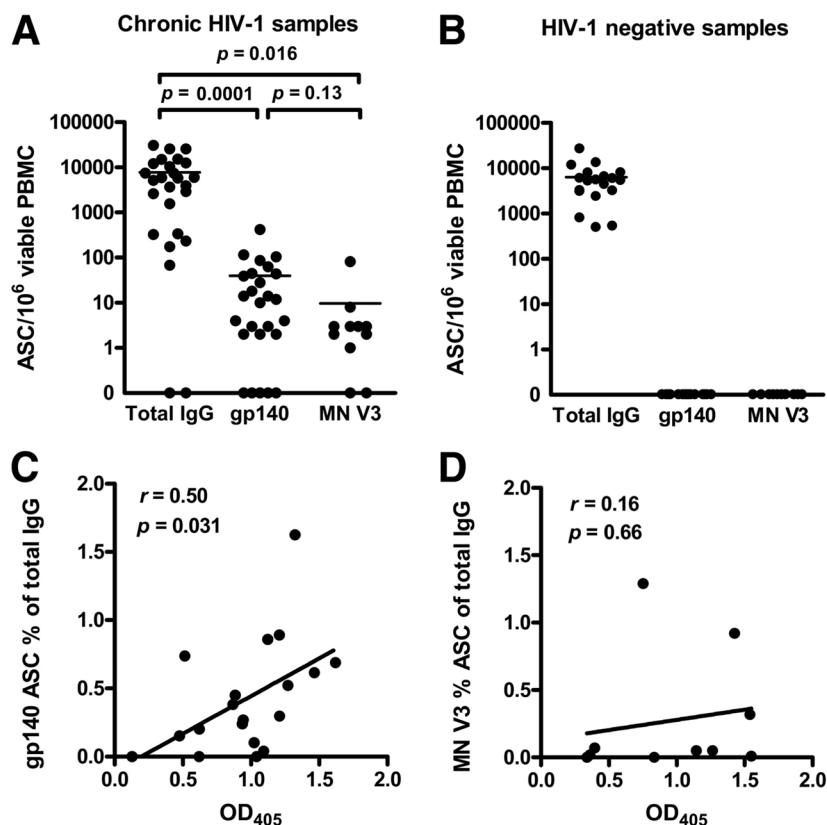 A
Chronic HIV-1 samples
p = 0.016
p = 0.0001
p = 0.13
ASC/10⁶ viable PBMC
100000
10000
1000
100
10
1
0
Total IgG
gp140
MN V3
B
HIV-1 negative samples
ASC/10⁶ viable PBMC
100000
10000
1000
100
10
1
0
Total IgG
gp140
MN V3
C
r = 0.50
p = 0.031
gp140 ASC % of total IgG
2.0
1.5
1.0
0.5
0.0
0.0
0.5
1.0
1.5
2.0
OD₄₀₅
D
r = 0.16
p = 0.66
MN V3 % ASC of total IgG
2.0
1.5
1.0
0.5
0.0
0.0
0.5
1.0
1.5
2.0
OD₄₀₅